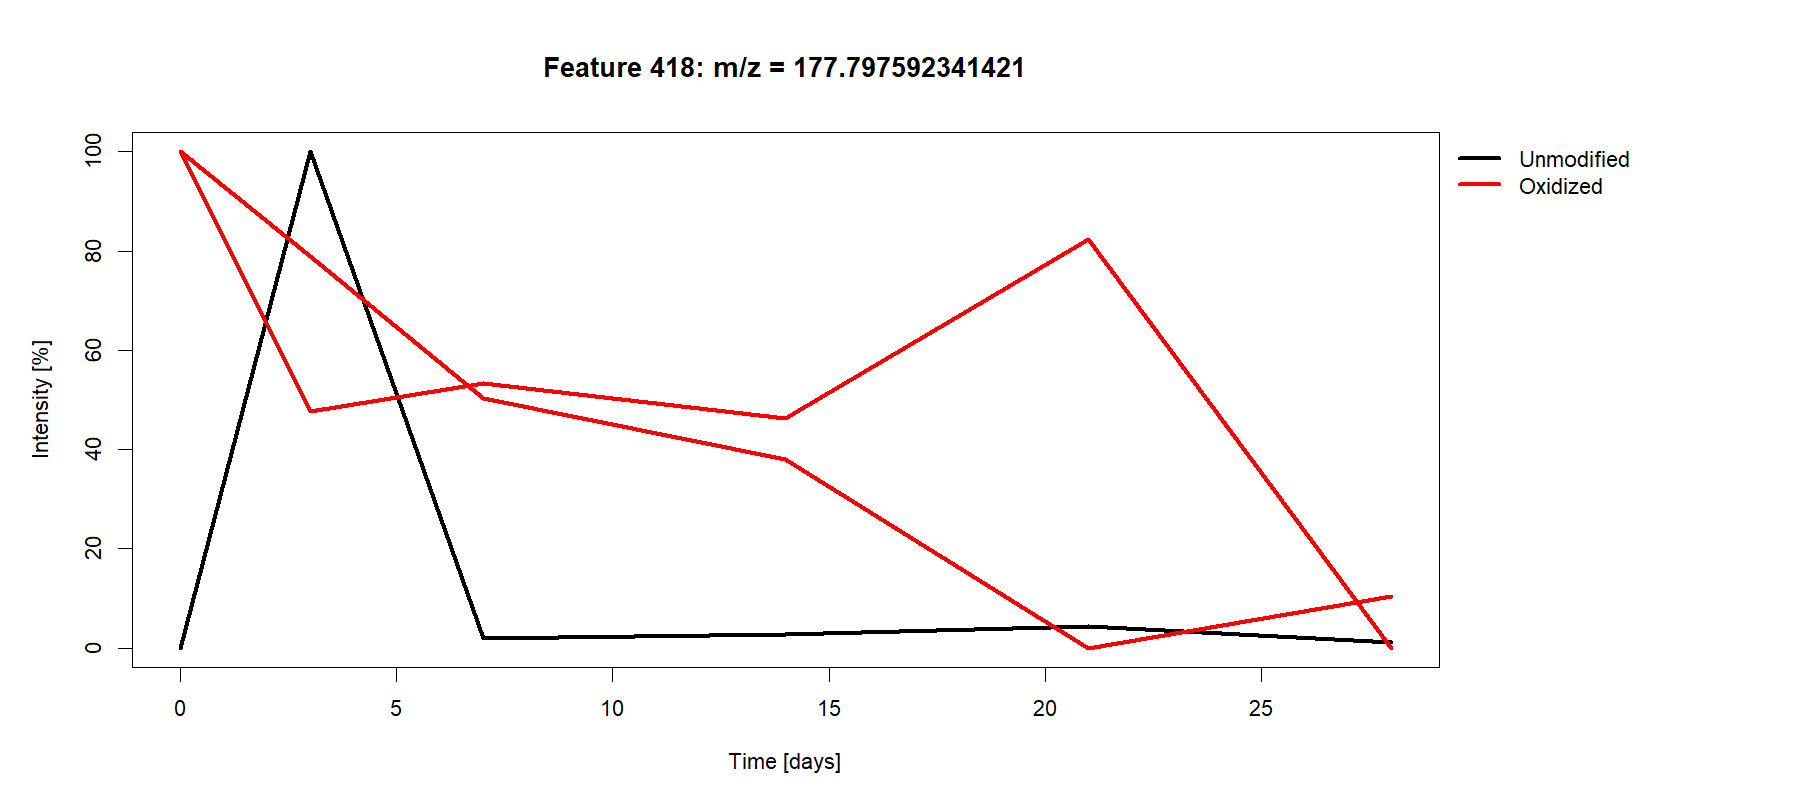 Feature 418: m/z = 177.797592341421
Unmodified
Oxidized
Intensity [%]
100
80
60
40
20
0
0 5 10 15 20 25
Time [days]